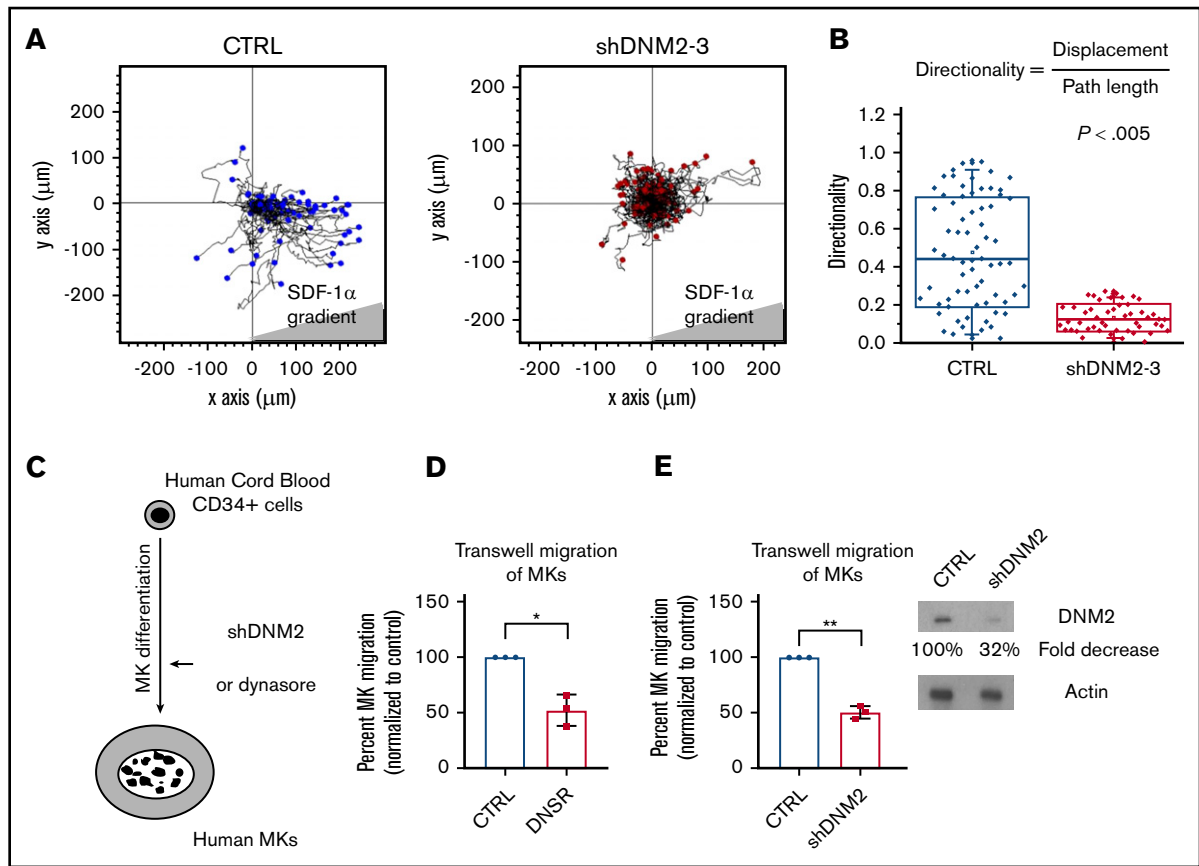 A
CTRL
200
100
0
-100
-200
y axis (μm)
SDF-1α
gradient
-200 -100 0 100 200
x axis (μm)
shDNM2-3
200
100
0
-100
-200
y axis (μm)
SDF-1α
gradient
-200 -100 0 100 200
x axis (μm)
B
Directionality = Displacement
Path length
P < .005
1.2
1.0
0.8
0.6
0.4
0.2
0.0
Directionality
CTRL shDNM2-3
C
Human Cord Blood
CD34+ cells
MK differentiation
shDNM2
or dynasore
Human MKs
D
Transwell migration
of MKs
Percent MK migration
(normalized to control)
150
100
50
0
*
CTRL
DNSR
E
Transwell migration
of MKs
Percent MK migration
(normalized to control)
150
100
50
0
**
CTRL
shDNM2
CTRL
shDNM2
DNM2
100% 32% Fold decrease
Actin